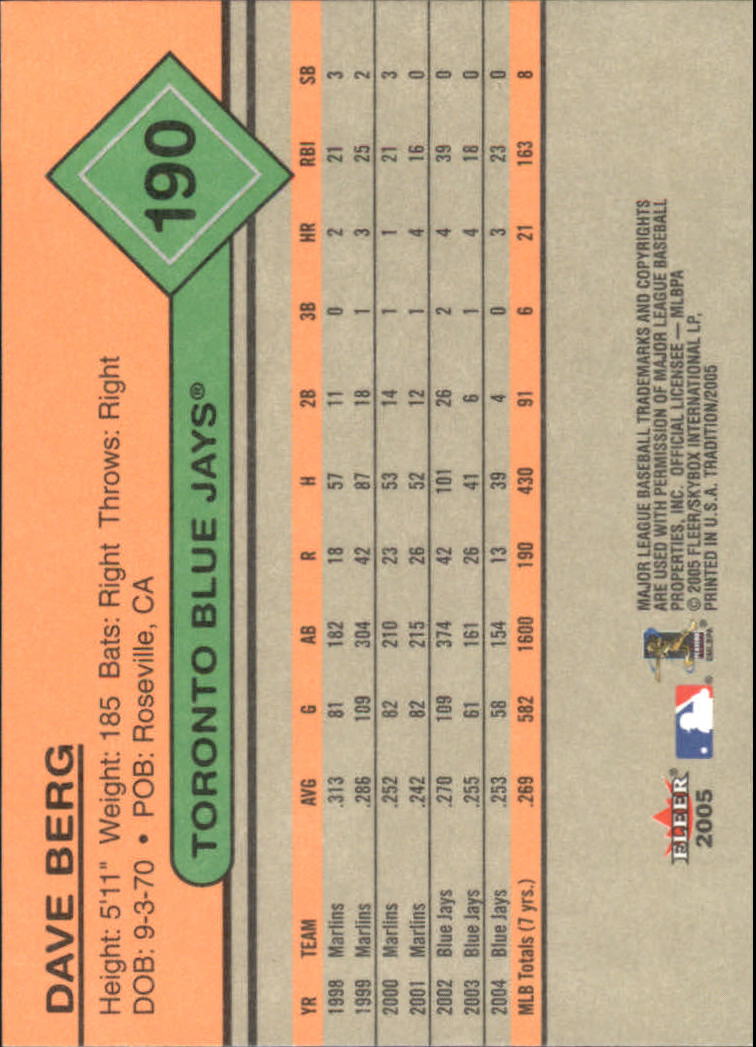 190
DAVE BERG
Height: 5'11" Weight: 185 Bats: Right Throws: Right
DOB: 9-3-70 • POB: Roseville, CA
TORONTO BLUE JAYS®
YR TEAM AVG G AB R H 2B 3B HR RBI SB
1998 Marlins .313 81 182 18 57 11 0 2 21 3
1999 Marlins .286 109 304 42 87 18 1 3 25 2
2000 Marlins .252 82 210 23 53 14 1 1 21 3
2001 Marlins .242 82 215 26 52 12 1 4 16 0
2002 Blue Jays .270 109 374 42 101 26 2 4 39 0
2003 Blue Jays .255 61 161 26 41 6 1 4 18 0
2004 Blue Jays .253 58 154 13 39 4 0 3 23 0
MLB Totals (7 yrs.) .269 582 1600 190 430 91 6 21 163 8
FLEER®
2005
MAJOR LEAGUE BASEBALL TRADEMARKS AND COPYRIGHTS
ARE USED WITH PERMISSION OF MAJOR LEAGUE BASEBALL
PROPERTIES, INC. OFFICIAL LICENSEE — MLBPA
© 2005 FLEER/SKYBOX INTERNATIONAL LP,
PRINTED IN U.S.A. TRADITION/2005